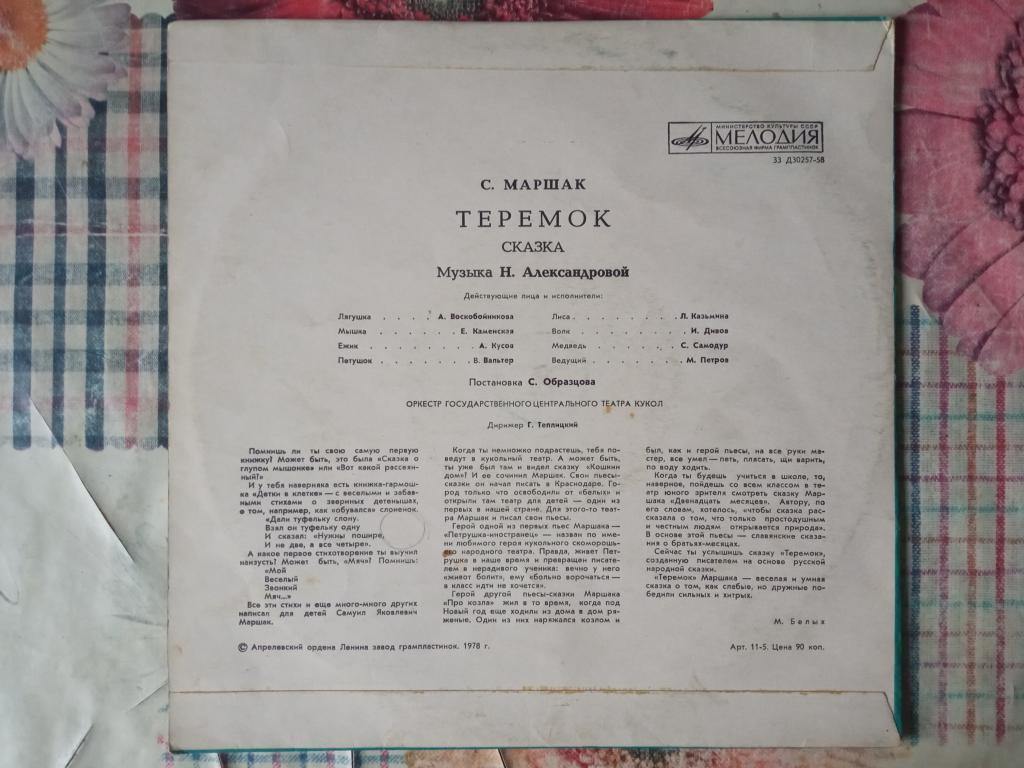 МИНИСТЕРСТВО КУЛЬТУРЫ СССР
МЕЛОДИЯ
ВСЕСОЮЗНАЯ ФИРМА ГРАМПЛАСТИНОК
33 Д30257-58
С. МАРШАК
ТЕРЕМОК
СКАЗКА
Музыка Н. Александровой
Действующие лица и исполнители:
Лягушка . . . . . А. Воскобойникова
Мышка . . . . . . . Е. Каменская
Ежик . . . . . . . . . А. Кусов
Петушок . . . . . . . . В. Вальтер
Лиса . . . . . . . . . Л. Казьмина
Волк . . . . . . . . . . И. Дивов
Медведь . . . . . . . . С. Самодур
Ведущий . . . . . . . . М. Петров
Постановка С. Образцова
ОРКЕСТР ГОСУДАРСТВЕННОГО ЦЕНТРАЛЬНОГО ТЕАТРА КУКОЛ
Дирижер Г. Теплицкий
Помнишь ли ты свою самую первую
книжку? Может быть, это была «Сказка о
глупом мышонке» или «Вот какой рассеян-
ный»?
И у тебя наверняка есть книжка-гармош-
ка «Детки в клетке» — с веселыми и забав-
ными стихами о звериных детенышах,
о том, например, как «обувался» слоненок.
«Дали туфельку слону.
Взял он туфельку одну
И сказал: «Нужны пошире,
И не две, а все четыре».
А какое первое стихотворение ты выучил
наизусть? Может быть, «Мяч»? Помнишь:
«Мой
Веселый
Звонкий
Мяч...»
Все эти стихи и еще много-много других
написал для детей Самуил Яковлевич
Маршак.
Когда ты немножко подрастешь, тебя по-
ведут в кукольный театр. А может быть,
ты уже был там и видел сказку «Кошкин
дом»? И ее сочинил Маршак. Свои пьесы-
сказки он начал писать в Краснодаре. Го-
род только что освободили от «белых» и
открыли там театр для детей — один из
первых в нашей стране. Для этого-то теат-
ра Маршак и писал свои пьесы.
Герой одной из первых пьес Маршака —
«Петрушка-иностранец» — назван по име-
ни любимого героя кукольного скоморошь-
его народного театра. Правда, живет Пет-
рушка в наше время и превращен писате-
лем в нерадивого ученика: вечно у него
«живот болит», ему «больно ворочаться —
в класс идти не хочется».
Герой другой пьесы-сказки Маршака
«Про козла» жил в то время, когда под
Новый год еще ходили из дома в дом ря-
женые. Один из них наряжался козлом и
был, как и герой пьесы, на все руки ма-
стер, все умел — петь, плясать, щи варить,
по воду ходить.
Когда ты будешь учиться в школе, то,
наверное, пойдешь со всем классом в те-
атр юного зрителя смотреть сказку Мар-
шака «Двенадцать месяцев». Автору, по
его словам, хотелось, «чтобы сказка рас-
сказала о том, что только простодушным
и честным людям открывается природа».
В основе этой пьесы — славянские сказа-
ния о братьях-месяцах.
Сейчас ты услышишь сказку «Теремок»,
созданную писателем на основе русской
народной сказки.
«Теремок» Маршака — веселая и умная
сказка о том, как слабые, но дружные по-
бедили сильных и хитрых.
М. Белых
© Апрелевский ордена Ленина завод грампластинок. 1978 г.
Арт. 11-5. Цена 90 коп.